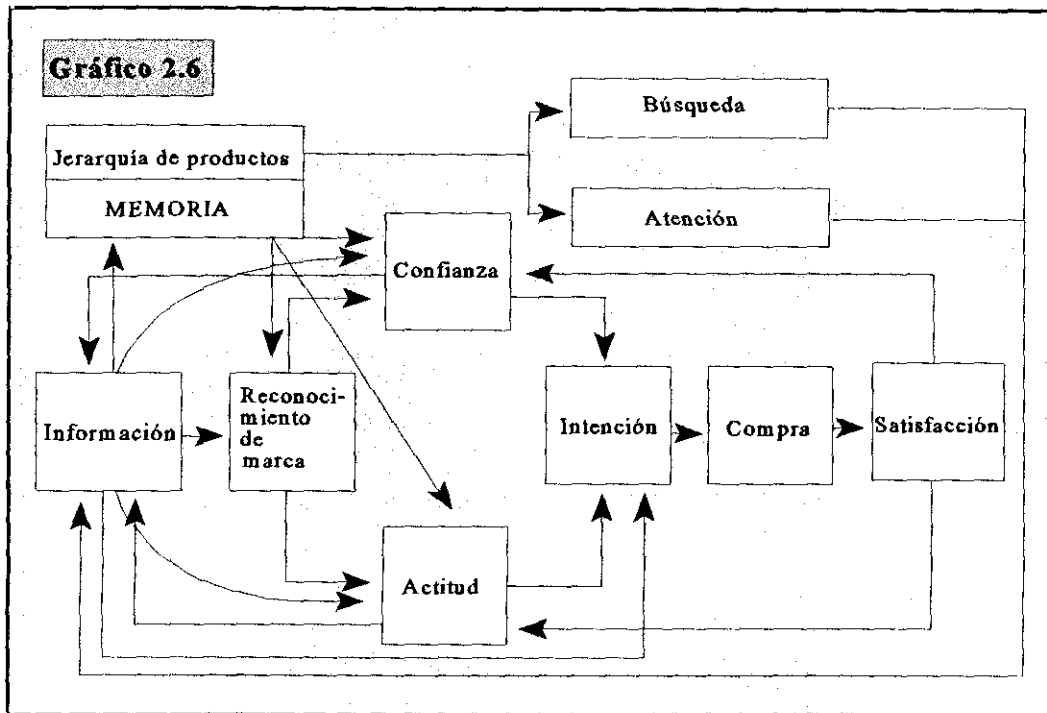 Gráfico 2.6
Búsqueda
Jerarquía de productos
MEMORIA
Atención
Confianza
Información
Reconoci-
miento
de
marca
Intención
Compra
Satisfacción
Actitud